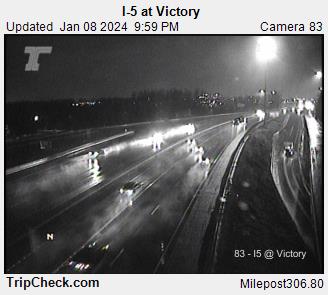 I-5 at Victory
Updated Jan 08 2024 9:59 PM Camera 83
T
N
83 - I5 @ Victory
TripCheck.com Milepost306.80